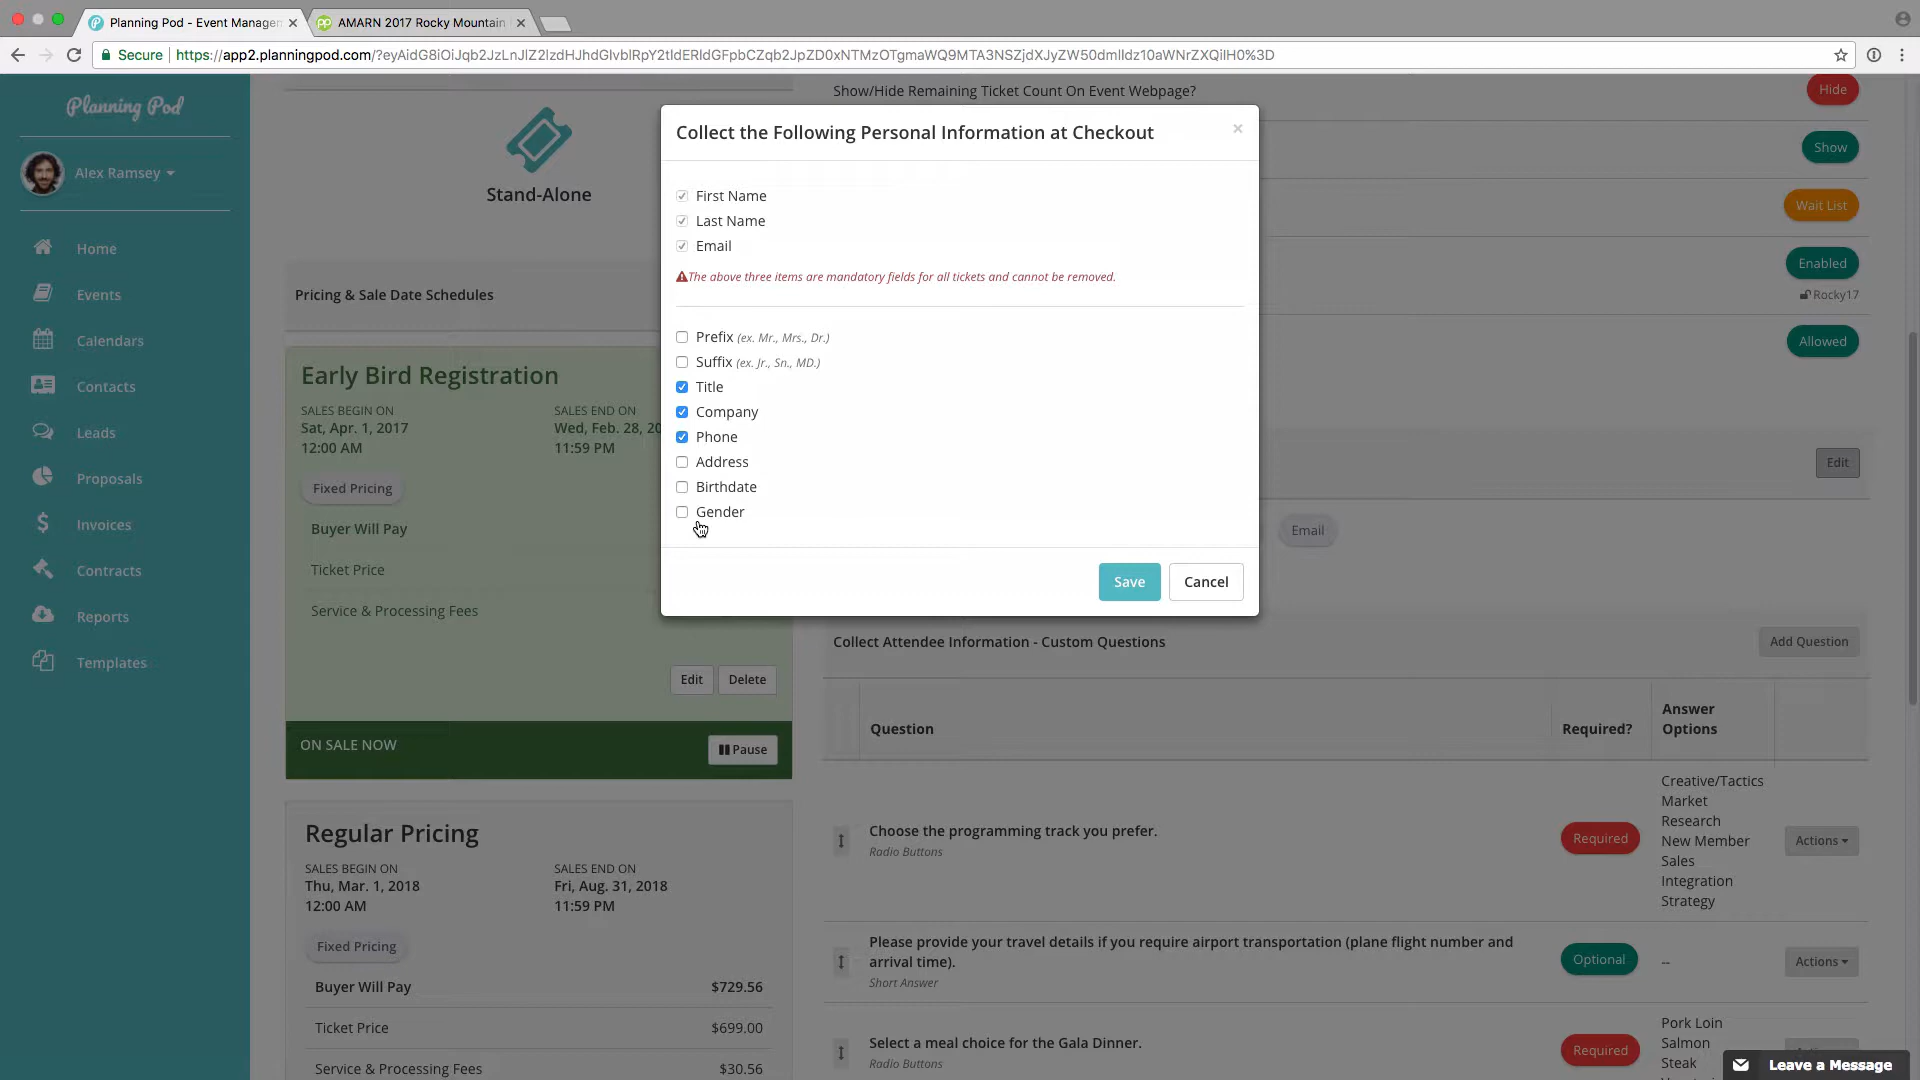 Planning Pod - Event Manage
AMARN 2017 Rocky Mountain
Secure
Planning Pod
Alex Ramsey
Home
Events
Calendars
Contacts
Leads
Proposals
Invoices
Contracts
Reports
Templates
Stand-Alone
Pricing & Sale Date Schedules
Early Bird Registration
SALES BEGIN ON
Sat, Apr. 1, 2017
12:00 AM
SALES END ON
Wed, Feb. 28, 20
11:59 PM
Fixed Pricing
Buyer Will Pay
Ticket Price
Service & Processing Fees
Edit
Delete
ON SALE NOW
Pause
Regular Pricing
SALES BEGIN ON
Thu, Mar. 1, 2018
12:00 AM
SALES END ON
Fri, Aug. 31, 2018
11:59 PM
Fixed Pricing
Buyer Will Pay $729.56
Ticket Price $699.00
Service & Processing Fees $30.56
Show/Hide Remaining Ticket Count On Event Webpage?
Hide
Show
Wait List
Enabled
Rocky17
Allowed
Edit
Email
Collect the Following Personal Information at Checkout
×
First Name
Last Name
Email
The above three items are mandatory fields for all tickets and cannot be removed.
Prefix (ex. Mr., Mrs., Dr.)
Suffix (ex. Jr., Sn., MD.)
Title
Company
Phone
Address
Birthdate
Gender
Save
Cancel
Collect Attendee Information - Custom Questions
Add Question
Question
Required?
Answer
Options
Choose the programming track you prefer.
Radio Buttons
Required
Creative/Tactics
Market
Research
New Member
Sales
Integration
Strategy
Actions
Please provide your travel details if you require airport transportation (plane flight number and
arrival time).
Short Answer
Optional
--
Actions
Select a meal choice for the Gala Dinner.
Radio Buttons
Required
Pork Loin
Salmon
Steak
Leave a Message